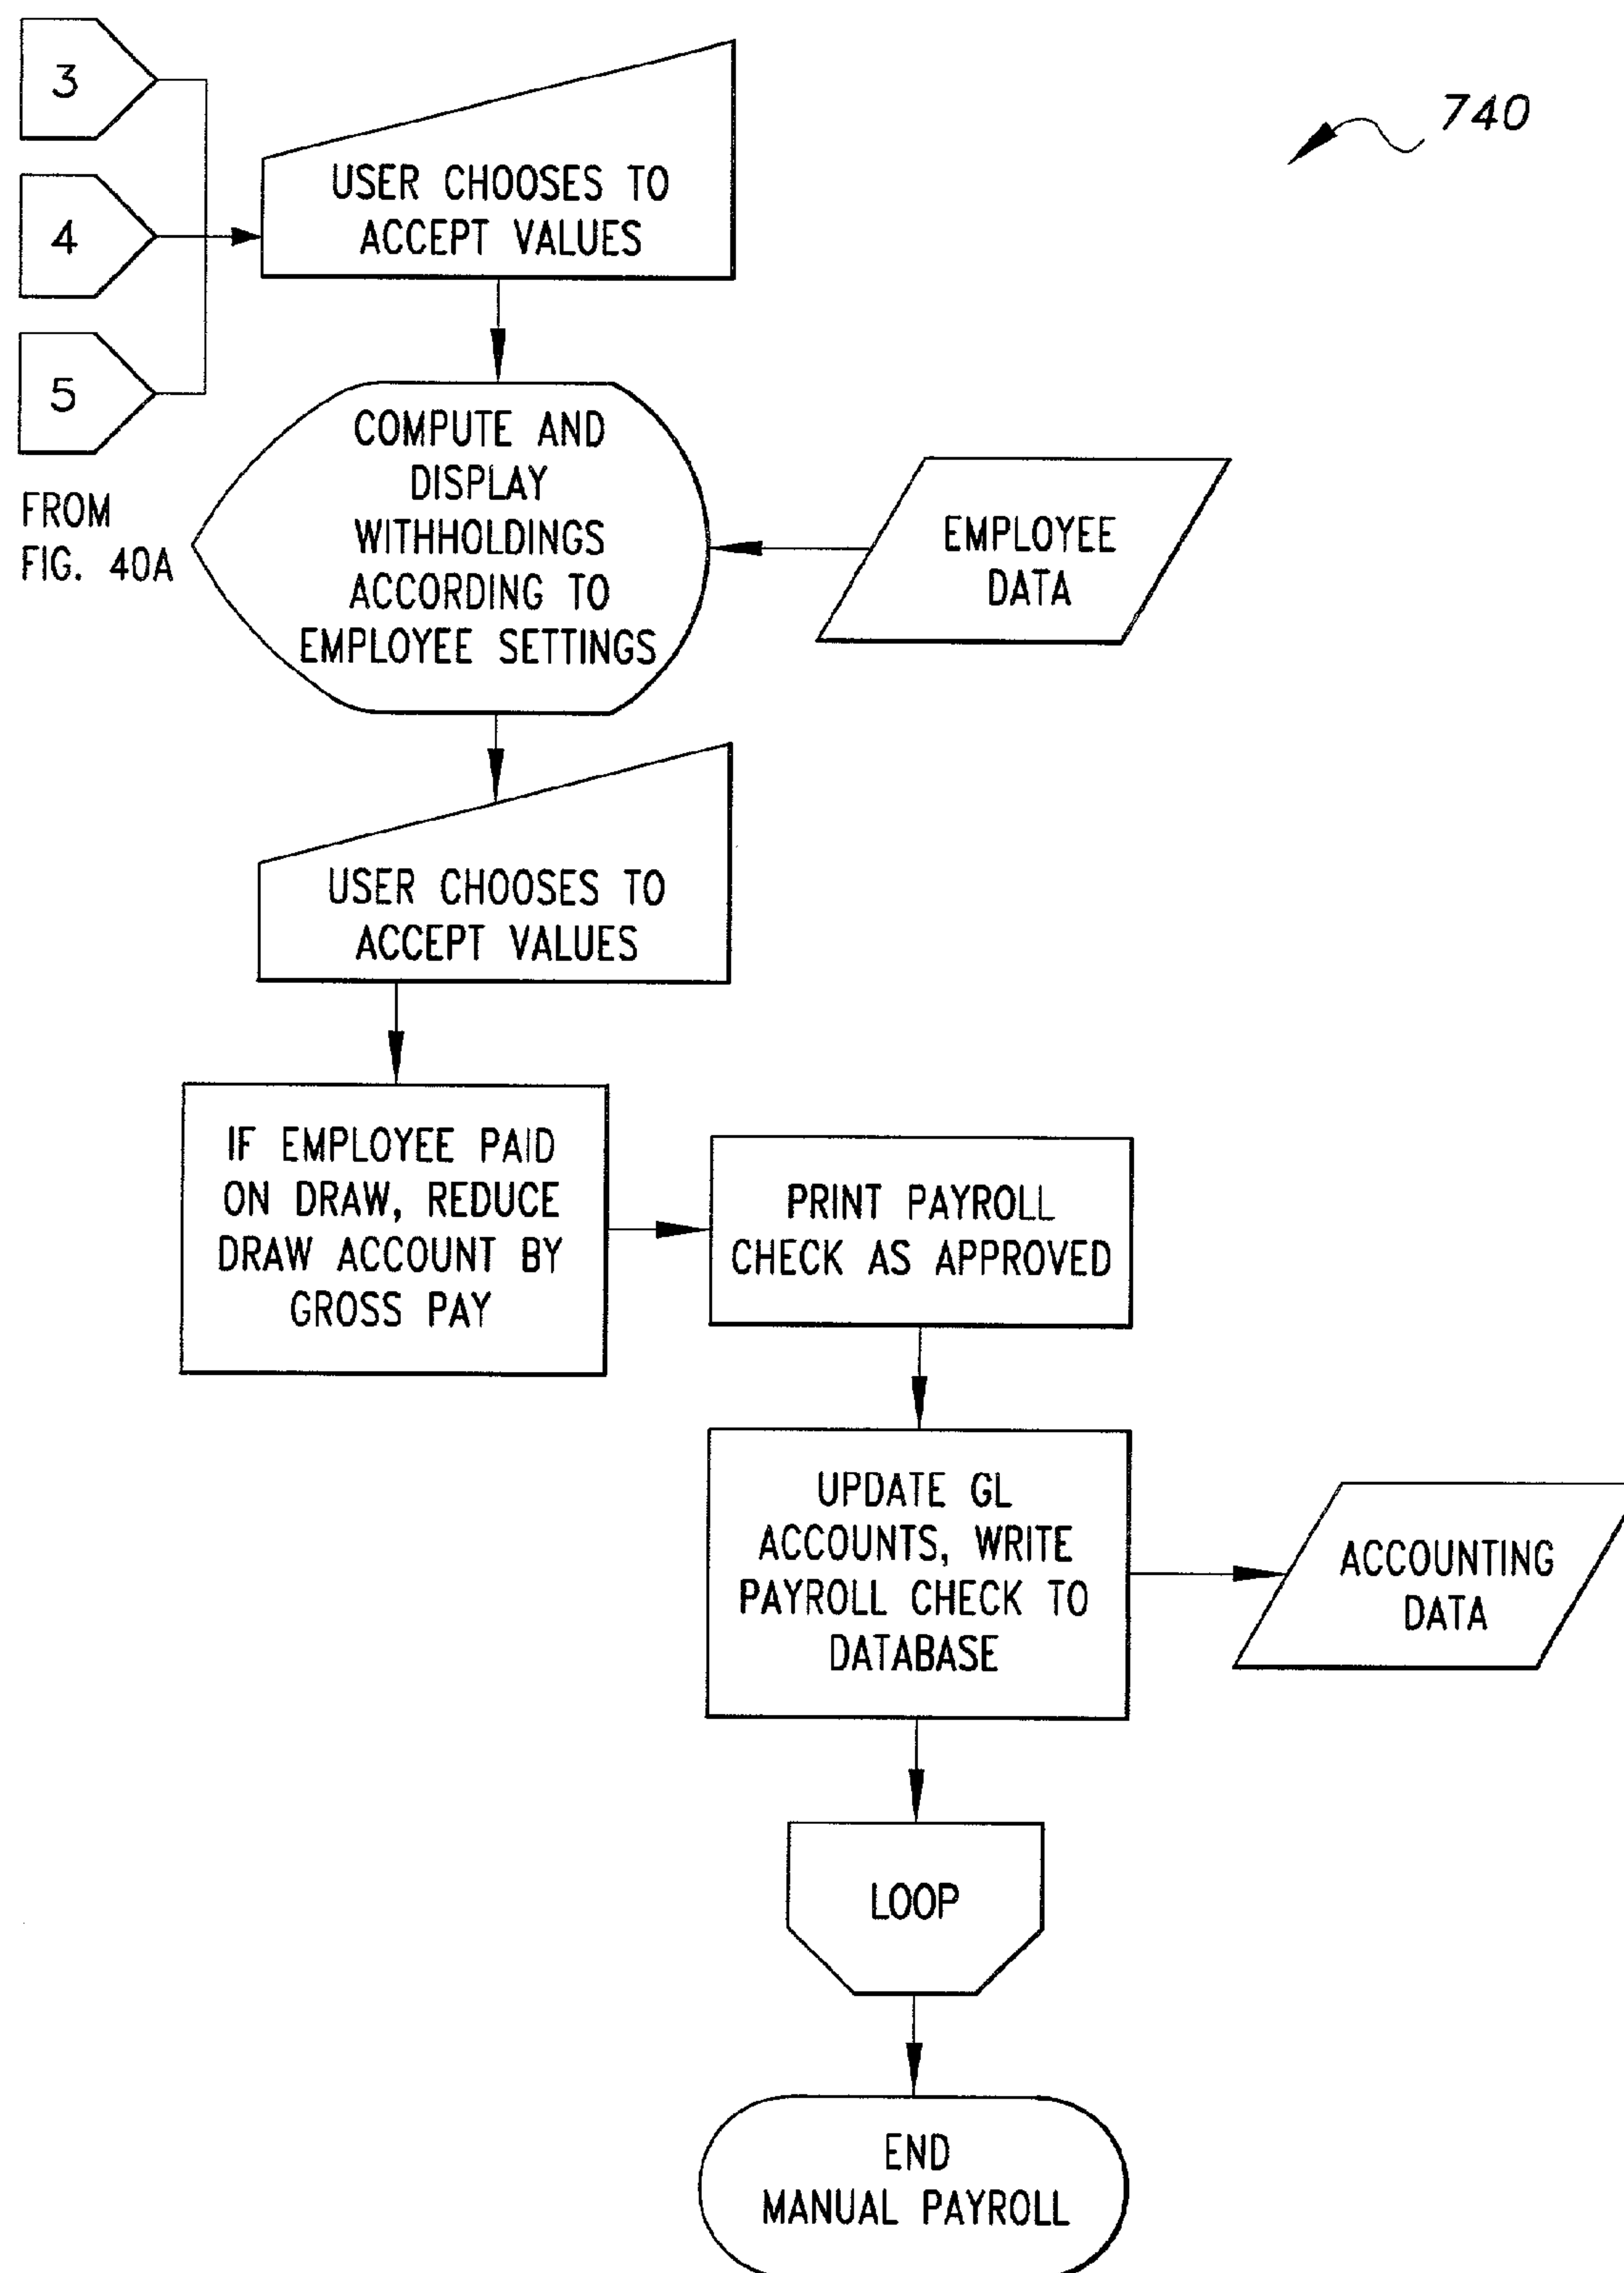 3
740
USER CHOOSES TO
ACCEPT VALUES
4
5
FROM
FIG. 40A
COMPUTE AND
DISPLAY
WITHHOLDINGS
ACCORDING TO
EMPLOYEE SETTINGS
EMPLOYEE
DATA
USER CHOOSES TO
ACCEPT VALUES
IF EMPLOYEE PAID
ON DRAW, REDUCE
DRAW ACCOUNT BY
GROSS PAY
PRINT PAYROLL
CHECK AS APPROVED
UPDATE GL
ACCOUNTS, WRITE
PAYROLL CHECK TO
DATABASE
ACCOUNTING
DATA
LOOP
END
MANUAL PAYROLL